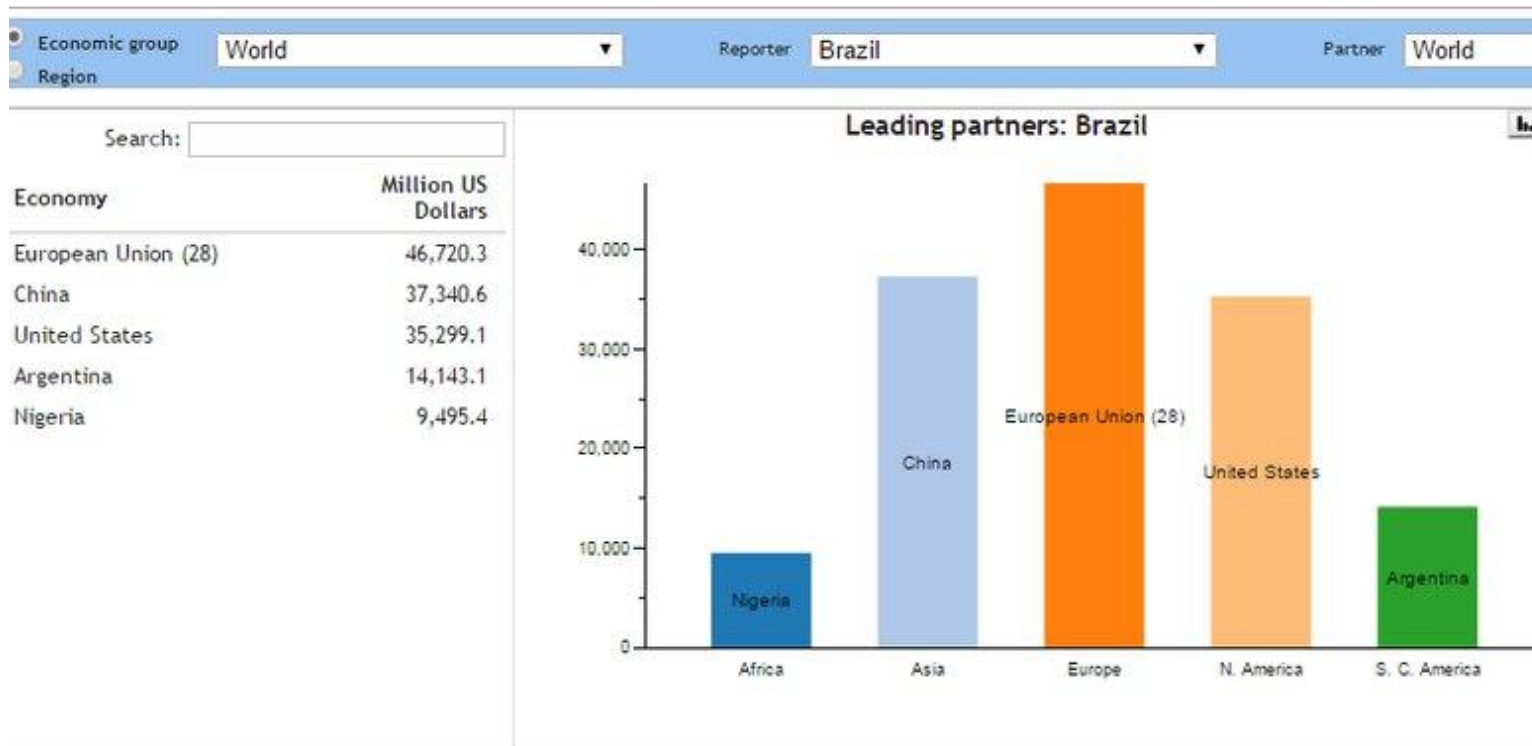 Economic group
World
Reporter
Brazil
Partner
World
Region
Search:
Economy
Million US
Dollars
European Union (28) 46,720.3
China 37,340.6
United States 35,299.1
Argentina 14,143.1
Nigeria 9,495.4
Leading partners: Brazil
40,000
30,000
20,000
10,000
0
Nigeria
China
European Union (28)
United States
Argentina
Africa Asia Europe N. America S. C. America